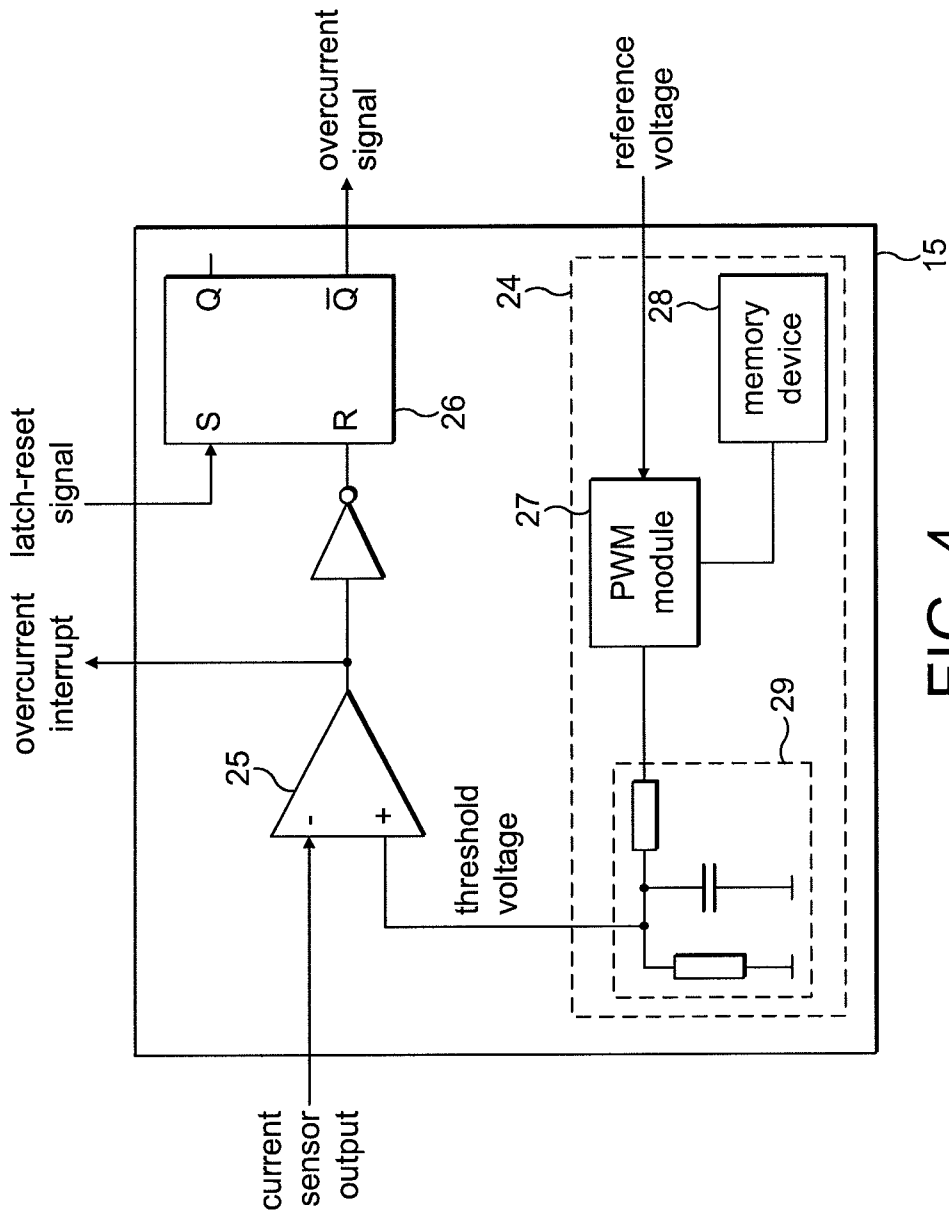 overcurrent
interrupt
latch-reset
signal
current
sensor
output
25
-
+
threshold
voltage
S
Q
R
Q̅
26
overcurrent
signal
24
reference
voltage
27
PWM
module
28
memory
device
29
15
FIG. 4